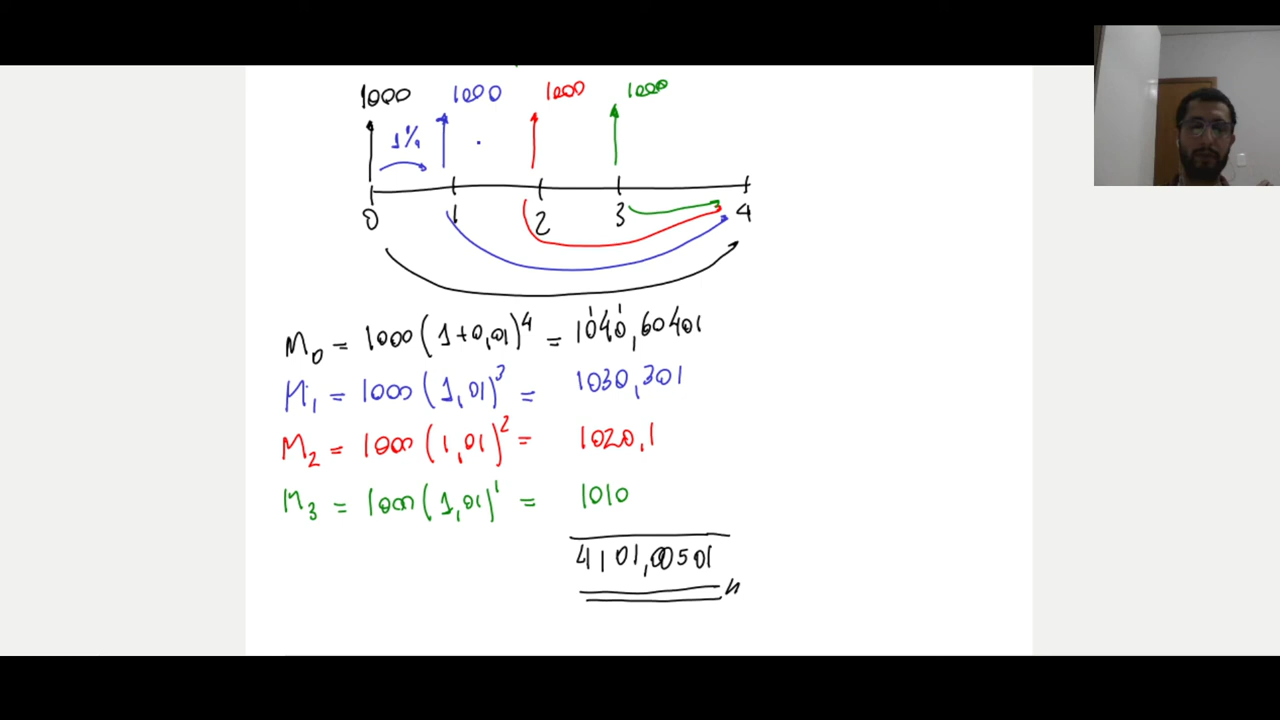 1000 1000 1000 1000
1%
0 1 2 3 4
M0 = 1000 (1+0,01)^4 = 1040,60401
M1 = 1000 (1,01)^3 = 1030,301
M2 = 1000 (1,01)^2 = 1020,1
M3 = 1000 (1,01)^1 = 1010
4101,00501